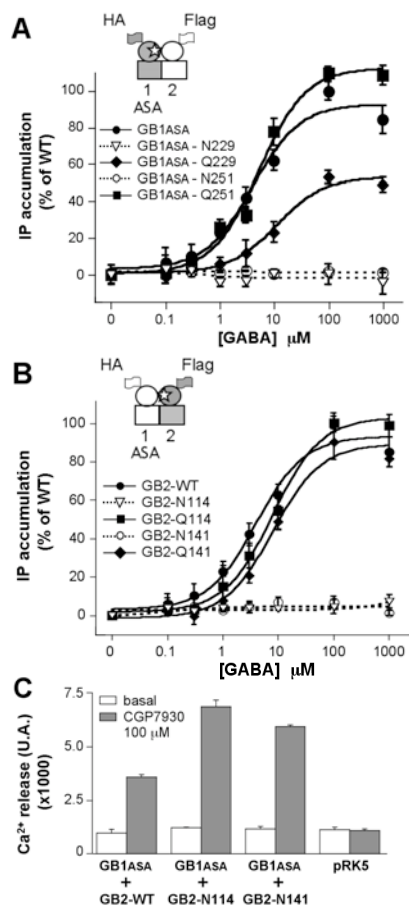 A
HA
Flag
1 2
ASA
GB1ASA
GB1ASA - N229
GB1ASA - Q229
GB1ASA - N251
GB1ASA - Q251
IP accumulation
(% of WT)
100
80
60
40
20
0
0 0.1 1 10 100 1000
[GABA] μM
B
HA
Flag
1 2
ASA
GB2-WT
GB2-N114
GB2-Q114
GB2-N141
GB2-Q141
IP accumulation
(% of WT)
100
80
60
40
20
0
0 0.1 1 10 100 1000
[GABA] μM
C
Ca²⁺ release (U.A.)
(x1000)
7.5
5.0
2.5
0
basal
CGP7930
100 μM
GB1ASA + GB2-WT
GB1ASA + GB2-N114
GB1ASA + GB2-N141
pRK5